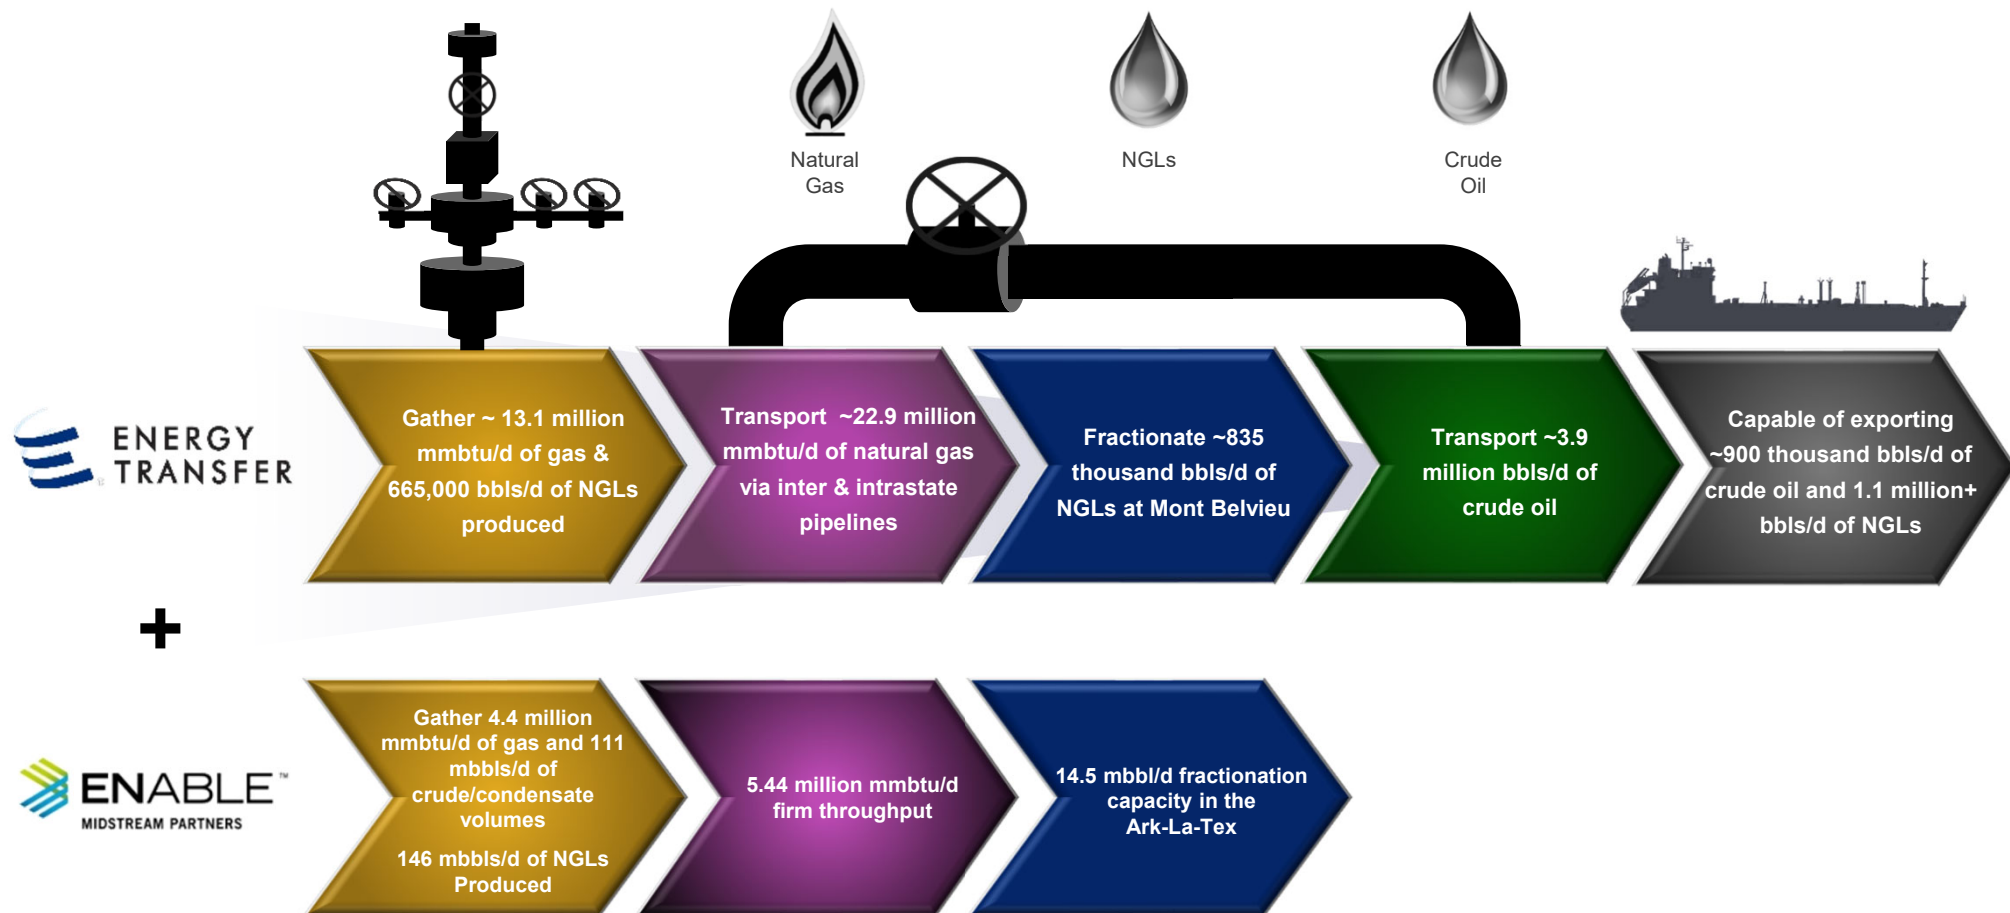 Natural
Gas
NGLs
Crude
Oil
ENERGY
TRANSFER
Gather ~ 13.1 million
mmbtu/d of gas &
665,000 bbls/d of NGLs
produced
Transport ~22.9 million
mmbtu/d of natural gas
via inter & intrastate
pipelines
Fractionate ~835
thousand bbls/d of
NGLs at Mont Belvieu
Transport ~3.9
million bbls/d of
crude oil
Capable of exporting
~900 thousand bbls/d of
crude oil and 1.1 million+
bbls/d of NGLs
+
ENABLE™
MIDSTREAM PARTNERS
Gather 4.4 million
mmbtu/d of gas and 111
mbbls/d of
crude/condensate
volumes
146 mbbls/d of NGLs
Produced
5.44 million mmbtu/d
firm throughput
14.5 mbbl/d fractionation
capacity in the
Ark-La-Tex